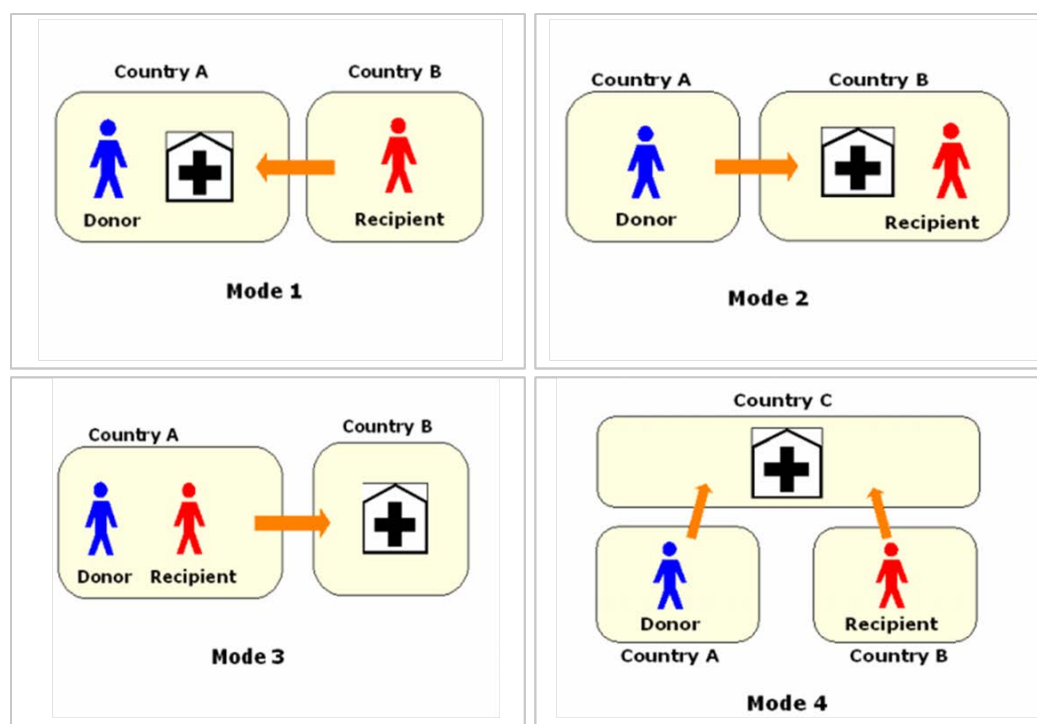 Country A
Country B
Donor
Recipient
Mode 1
Country A
Country B
Donor
Recipient
Mode 2
Country A
Country B
Donor Recipient
Mode 3
Country C
Donor
Recipient
Country A
Country B
Mode 4